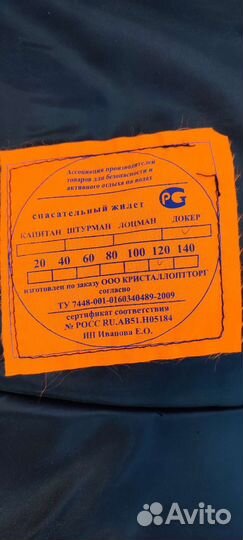 Ассоциация производителей
товаров для безопасности и
активного отдыха на водах
PG
спасательный жилет
КАПИТАН ШТУРМАН ЛОЦМАН ДОКЕР
20 40 60 80 100 120 140
изготовлен по заказу ООО КРИСТАЛЛОПТТОРГ
согласно
ТУ 7448-001-0160340489-2009
сертификат соответствия
№ РОСС RU.АВ51.Н05184
ИП Иванова Е.О.
Avito